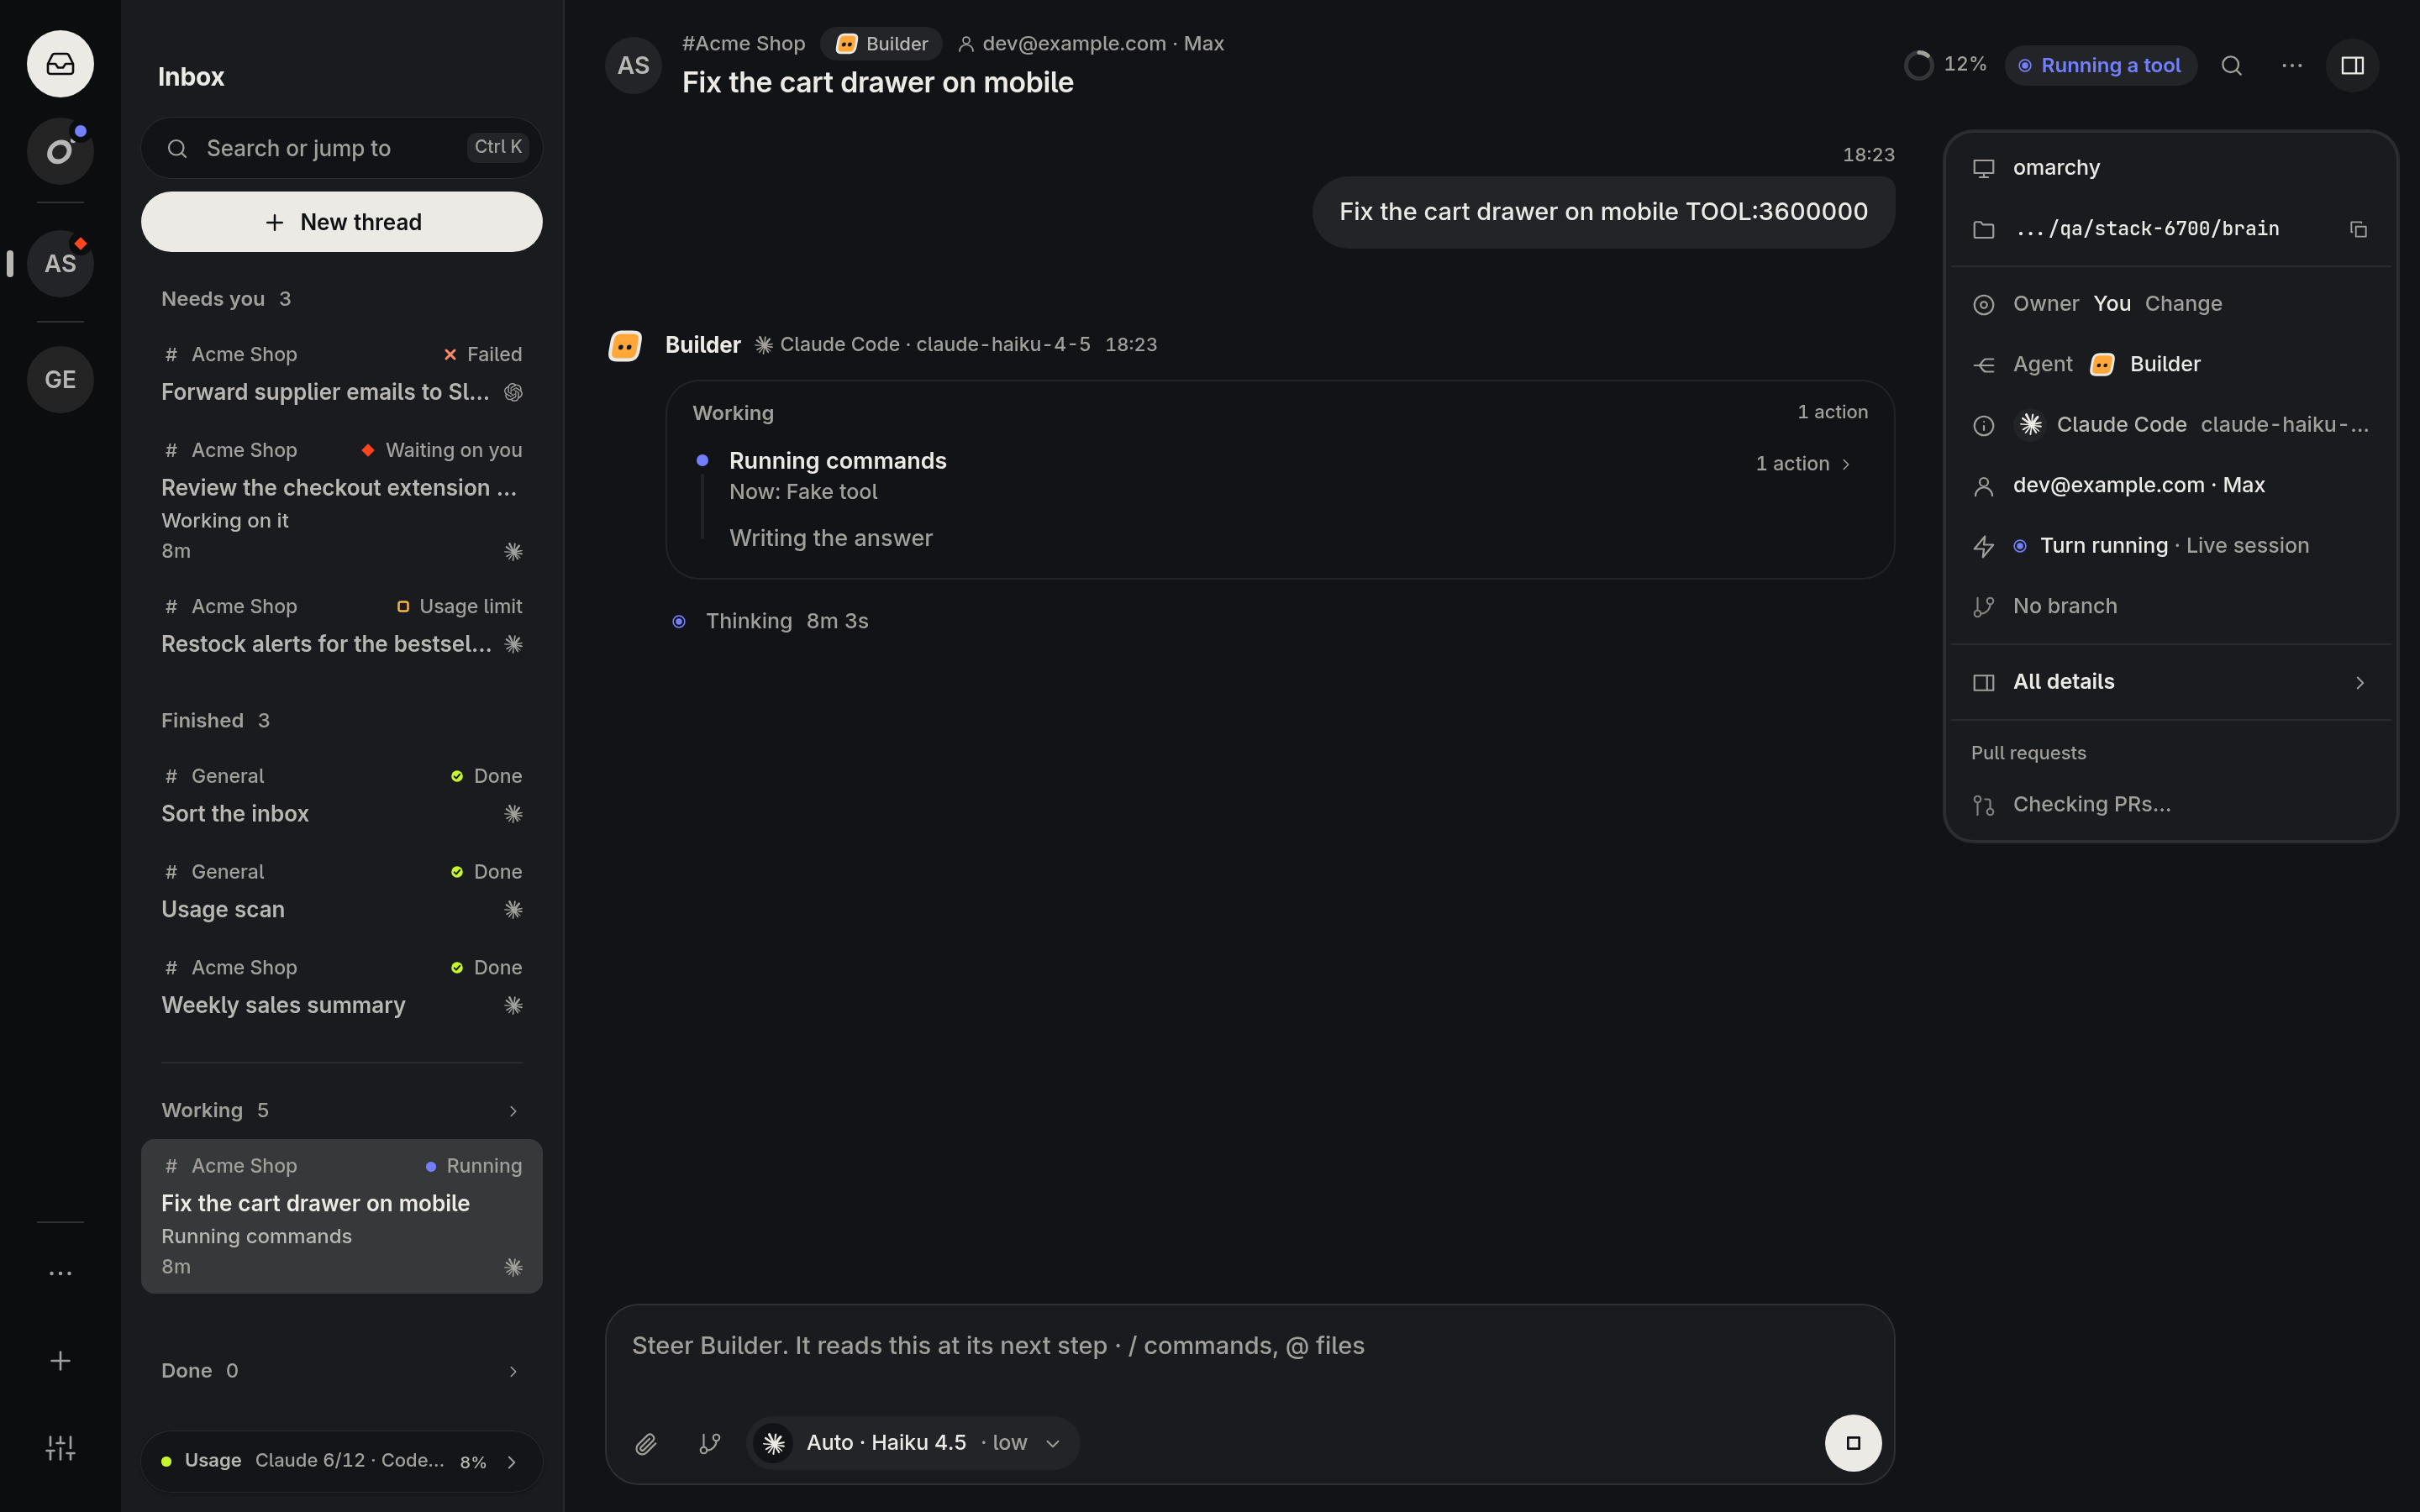 Inbox
Search or jump to Ctrl K
New thread
AS
GE
Needs you 3
# Acme Shop Failed
Forward supplier emails to Sl...
# Acme Shop Waiting on you
Review the checkout extension ...
Working on it
8m
# Acme Shop Usage limit
Restock alerts for the bestsel...
Finished 3
# General Done
Sort the inbox
# General Done
Usage scan
# Acme Shop Done
Weekly sales summary
Working 5
# Acme Shop Running
Fix the cart drawer on mobile
Running commands
8m
Done 0
Usage Claude 6/12 · Code... 8%
AS
#Acme Shop Builder dev@example.com · Max
Fix the cart drawer on mobile
12% Running a tool
18:23
Fix the cart drawer on mobile TOOL:3600000
Builder Claude Code · claude-haiku-4-5 18:23
Working 1 action
Running commands 1 action
Now: Fake tool
Writing the answer
Thinking 8m 3s
Steer Builder. It reads this at its next step · / commands, @ files
Auto · Haiku 4.5 · low
omarchy
.../qa/stack-6700/brain
Owner You Change
Agent Builder
Claude Code claude-haiku-...
dev@example.com · Max
Turn running · Live session
No branch
All details
Pull requests
Checking PRs...